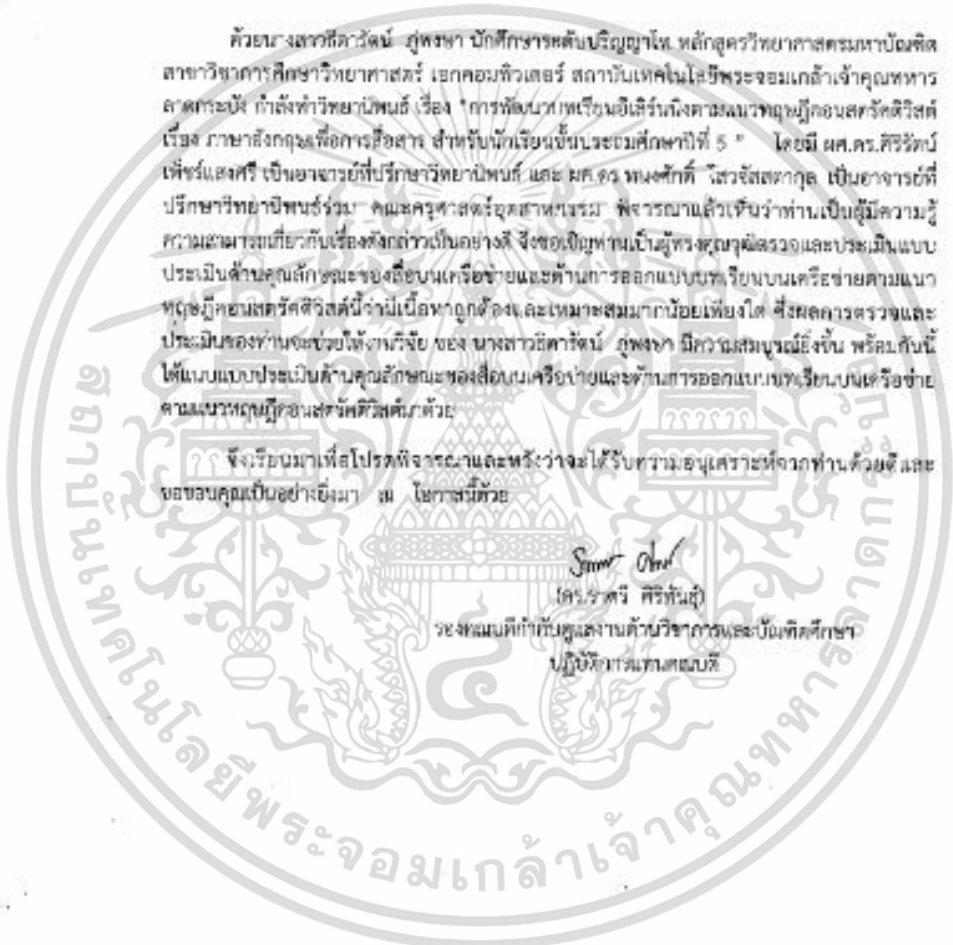 ด้วยนางสาวธิดารัตน์ ภู่พงษา นักศึกษาระดับปริญญาโท หลักสูตรวิทยาศาสตรมหาบัณฑิต
สาขาวิชาการศึกษาวิทยาศาสตร์ เอกคอมพิวเตอร์ สถาบันเทคโนโลยีพระจอมเกล้าเจ้าคุณทหาร
ลาดกระบัง กำลังทำวิทยานิพนธ์ เรื่อง "การพัฒนาบทเรียนอีเลิร์นนิงตามแนวทฤษฎีคอนสตรัคติวิสต์
เรื่อง ภาษาอังกฤษเพื่อการสื่อสาร สำหรับนักเรียนชั้นประถมศึกษาปีที่ 5 " โดยมี ผศ.ดร.ศิริรัตน์
เพ็ชร์แสงศรี เป็นอาจารย์ที่ปรึกษาวิทยานิพนธ์ และ ผศ.ดร.ทนงศักดิ์ โสวจัสสตากุล เป็นอาจารย์ที่
ปรึกษาวิทยานิพนธ์ร่วม คณะครุศาสตร์อุตสาหกรรม พิจารณาแล้วเห็นว่าท่านเป็นผู้มีความรู้
ความสามารถเกี่ยวกับเรื่องดังกล่าวเป็นอย่างดี จึงขอเชิญท่านเป็นผู้ทรงคุณวุฒิตรวจและประเมินแบบ
ประเมินด้านคุณลักษณะของสื่อบนเครือข่ายและด้านการออกแบบบทเรียนบนเครือข่ายตามแนว
ทฤษฎีคอนสตรัคติวิสต์นี้ว่ามีเนื้อหาถูกต้องและเหมาะสมมากน้อยเพียงใด ซึ่งผลการตรวจและ
ประเมินของท่านจะช่วยให้งานวิจัย ของ นางสาวธิดารัตน์ ภู่พงษา มีความสมบูรณ์ยิ่งขึ้น พร้อมกันนี้
ได้แนบแบบประเมินด้านคุณลักษณะของสื่อบนเครือข่ายและด้านการออกแบบบทเรียนบนเครือข่าย
ตามแนวทฤษฎีคอนสตรัคติวิสต์มาด้วย
จึงเรียนมาเพื่อโปรดพิจารณาและหวังว่าจะได้รับความอนุเคราะห์จากท่านด้วยดีและ
ขอขอบคุณเป็นอย่างยิ่งมา ณ โอกาสนี้ด้วย
(ดร.ราตรี ศิริพันธุ์)
รองคณบดีกำกับดูแลงานด้านวิชาการและบัณฑิตศึกษา
ปฏิบัติการแทนคณบดี
สถาบันเทคโนโลยีพระจอมเกล้าเจ้าคุณทหารลาดกระบัง